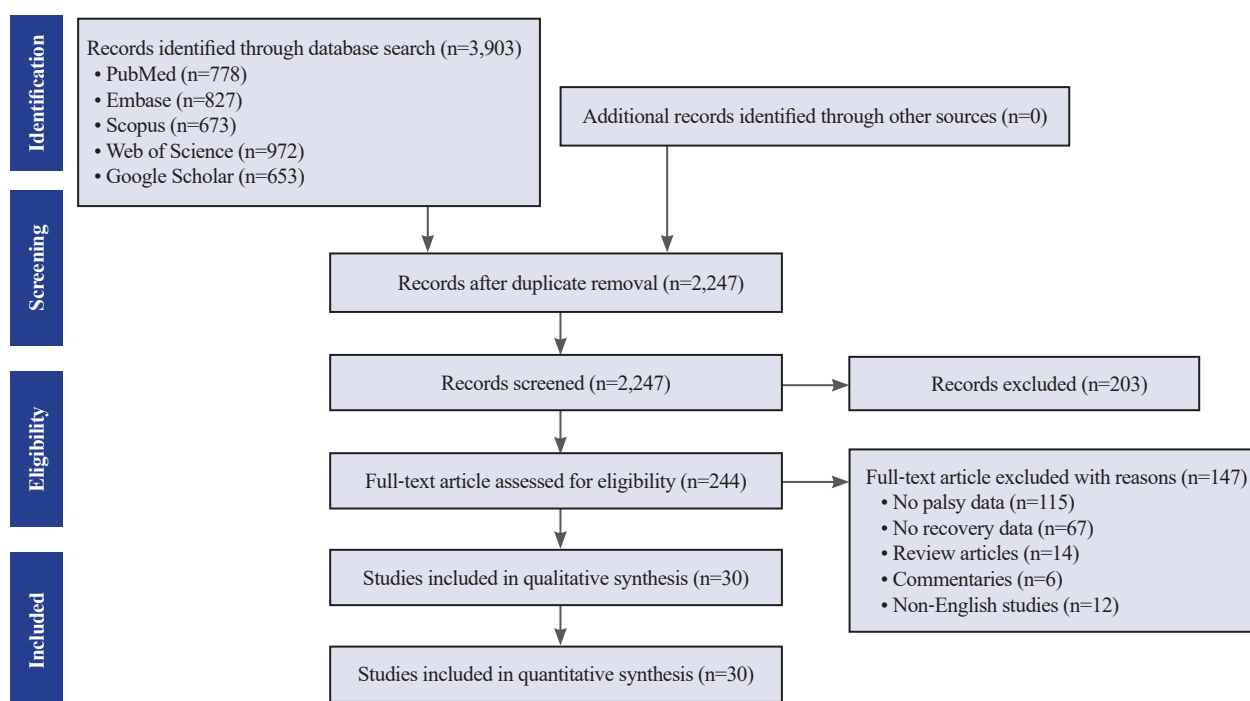 Identification
Records identified through database search (n=3,903)
• PubMed (n=778)
• Embase (n=827)
• Scopus (n=673)
• Web of Science (n=972)
• Google Scholar (n=653)
Additional records identified through other sources (n=0)
Screening
Records after duplicate removal (n=2,247)
Records screened (n=2,247)
Records excluded (n=203)
Eligibility
Full-text article assessed for eligibility (n=244)
Full-text article excluded with reasons (n=147)
• No palsy data (n=115)
• No recovery data (n=67)
• Review articles (n=14)
• Commentaries (n=6)
• Non-English studies (n=12)
Included
Studies included in qualitative synthesis (n=30)
Studies included in quantitative synthesis (n=30)